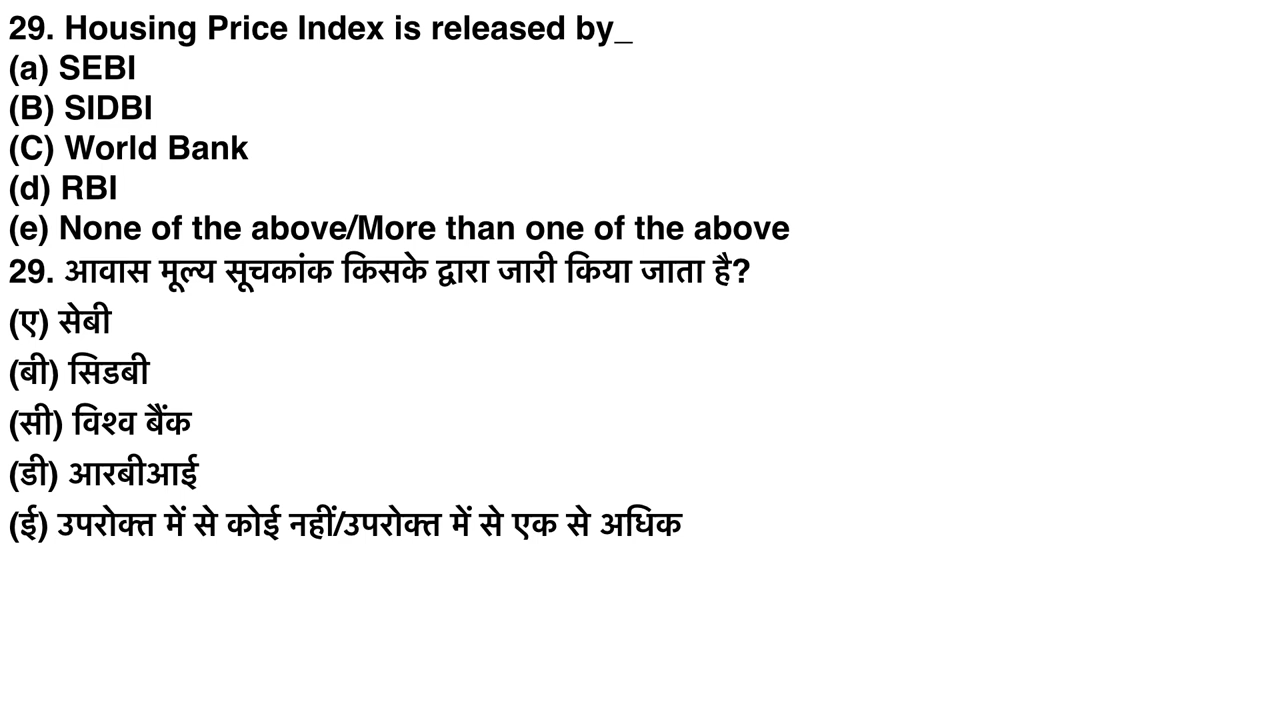 29. Housing Price Index is released by_
(a) SEBI
(B) SIDBI
(C) World Bank
(d) RBI
(e) None of the above/More than one of the above
29. आवास मूल्य सूचकांक किसके द्वारा जारी किया जाता है?
(ए) सेबी
(बी) सिडबी
(सी) विश्व बैंक
(डी) आरबीआई
(ई) उपरोक्त में से कोई नहीं/उपरोक्त में से एक से अधिक